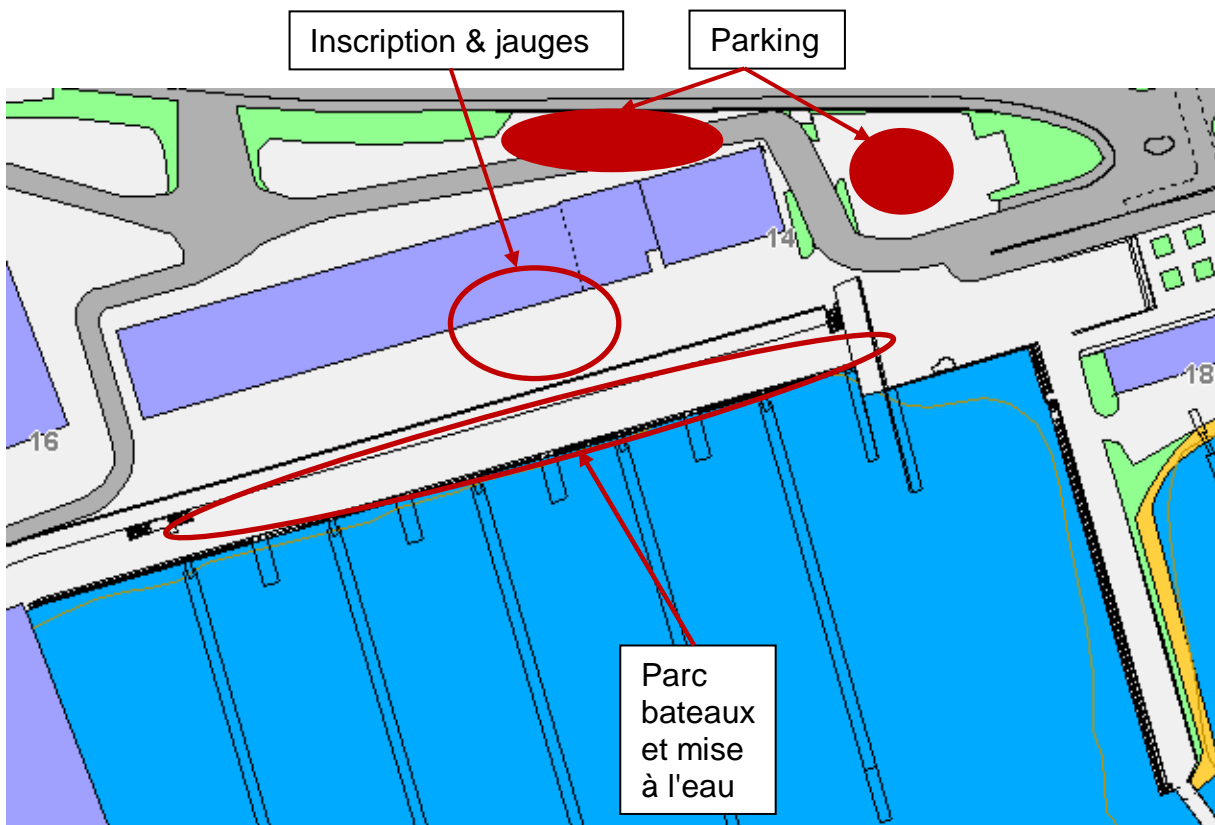 Inscription & jauges
Parking
14
16
18
Parc
bateaux
et mise
à l'eau